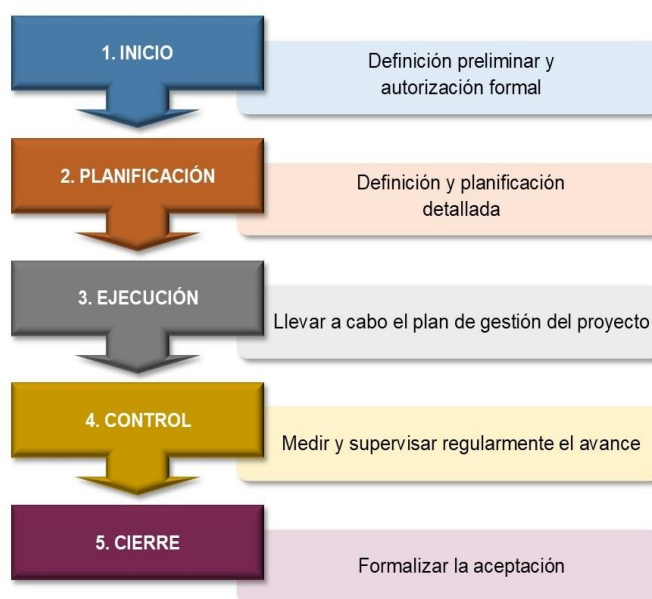 1. INICIO
Definición preliminar y
autorización formal
2. PLANIFICACIÓN
Definición y planificación
detallada
3. EJECUCIÓN
Llevar a cabo el plan de gestión del proyecto
4. CONTROL
Medir y supervisar regularmente el avance
5. CIERRE
Formalizar la aceptación